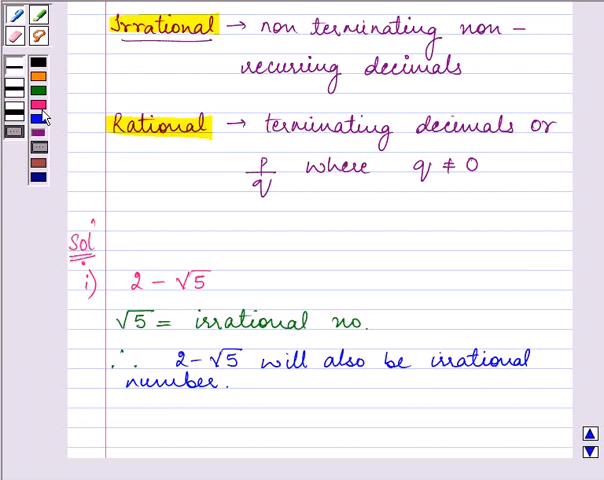 Irrational → non terminating non -
recurring decimals
Rational → terminating decimals or
p/q where q ≠ 0
Solⁿ
i) 2 - √5
√5 = irrational no.
∴ 2 - √5 will also be irrational
number.